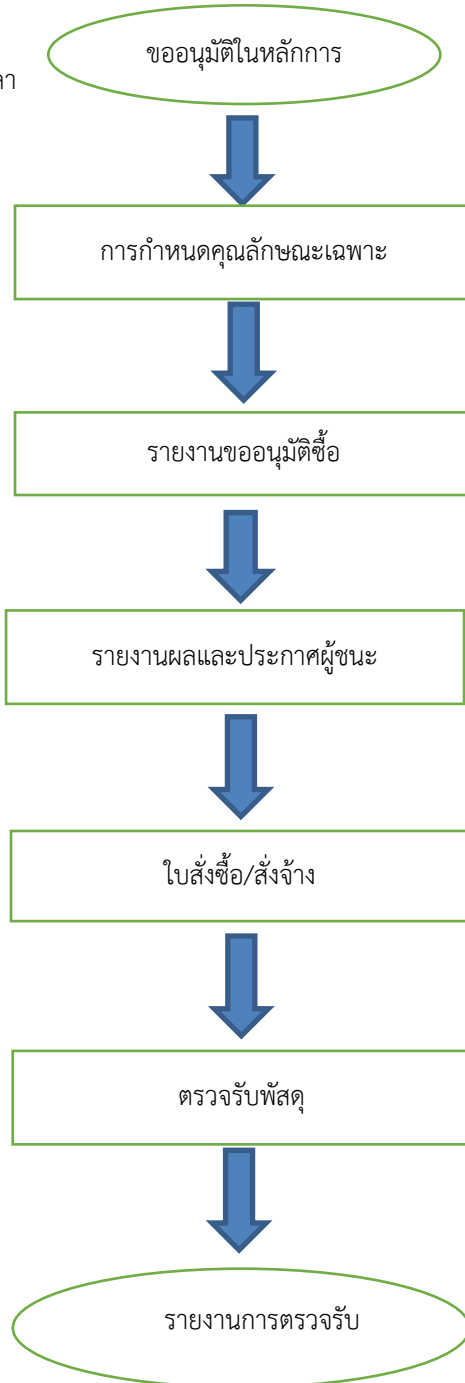 ขออนุมัติในหลักการ
ลา
การกำหนดคุณลักษณะเฉพาะ
รายงานขออนุมัติซื้อ
รายงานผลและประกาศผู้ชนะ
ใบสั่งซื้อ/สั่งจ้าง
ตรวจรับพัสดุ
รายงานการตรวจรับ